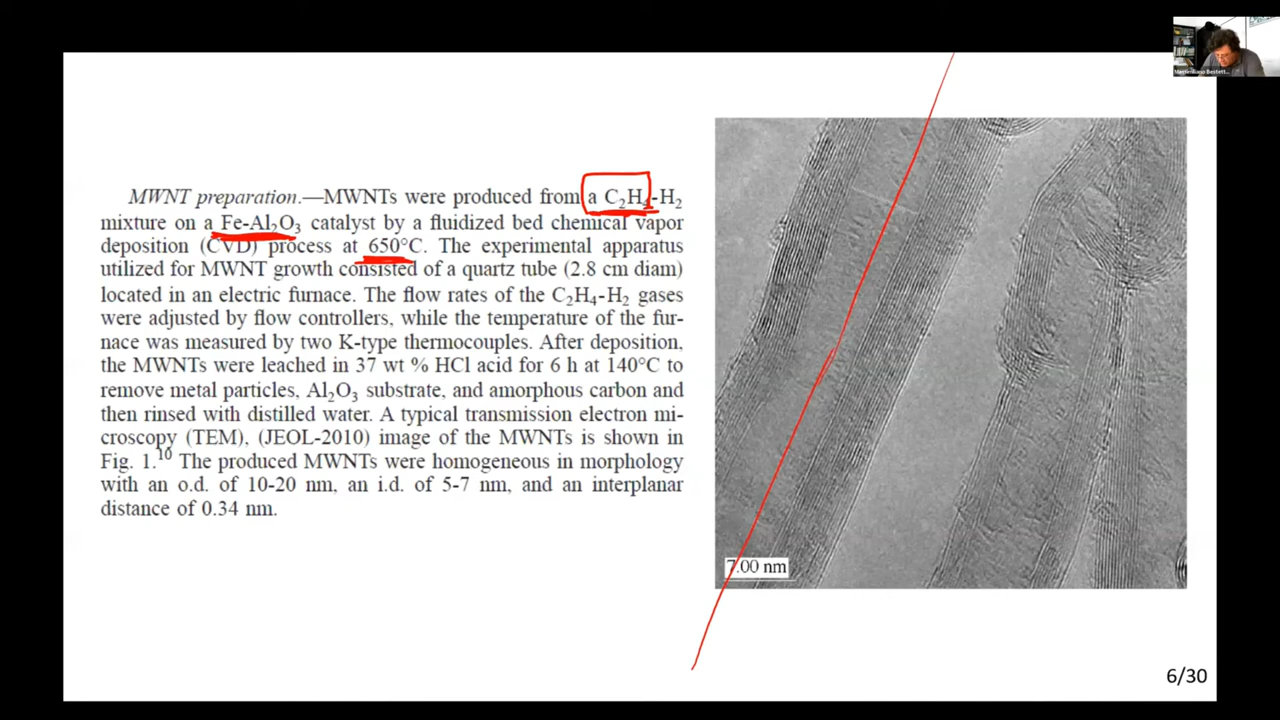 MWNT preparation.—MWNTs were produced from a C2H4-H2
mixture on a Fe-Al2O3 catalyst by a fluidized bed chemical vapor
deposition (CVD) process at 650°C. The experimental apparatus
utilized for MWNT growth consisted of a quartz tube (2.8 cm diam)
located in an electric furnace. The flow rates of the C2H4-H2 gases
were adjusted by flow controllers, while the temperature of the fur-
nace was measured by two K-type thermocouples. After deposition,
the MWNTs were leached in 37 wt % HCl acid for 6 h at 140°C to
remove metal particles, Al2O3 substrate, and amorphous carbon and
then rinsed with distilled water. A typical transmission electron mi-
croscopy (TEM), (JEOL-2010) image of the MWNTs is shown in
Fig. 1.10 The produced MWNTs were homogeneous in morphology
with an o.d. of 10-20 nm, an i.d. of 5-7 nm, and an interplanar
distance of 0.34 nm.
7.00 nm
6/30